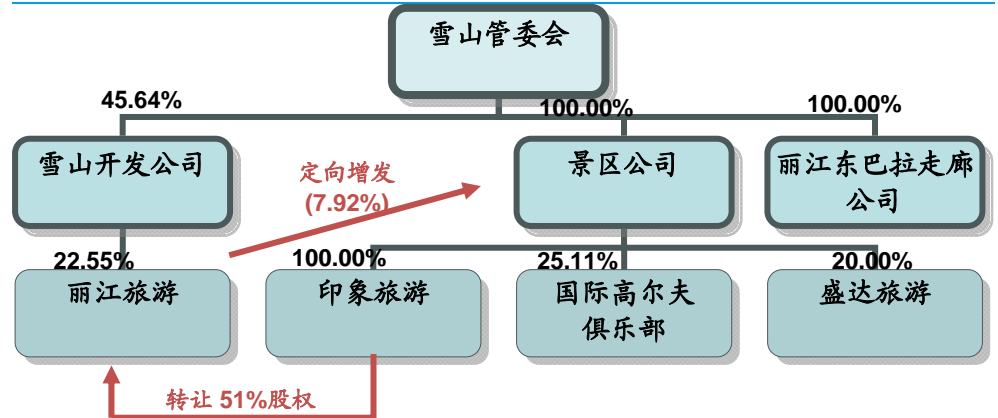 雪山管委会
45.64%
100.00%
100.00%
雪山开发公司
景区公司
丽江东巴拉走廊
公司
定向增发
(7.92%)
22.55%
100.00%
25.11%
20.00%
丽江旅游
印象旅游
国际高尔夫
俱乐部
盛达旅游
转让 51%股权